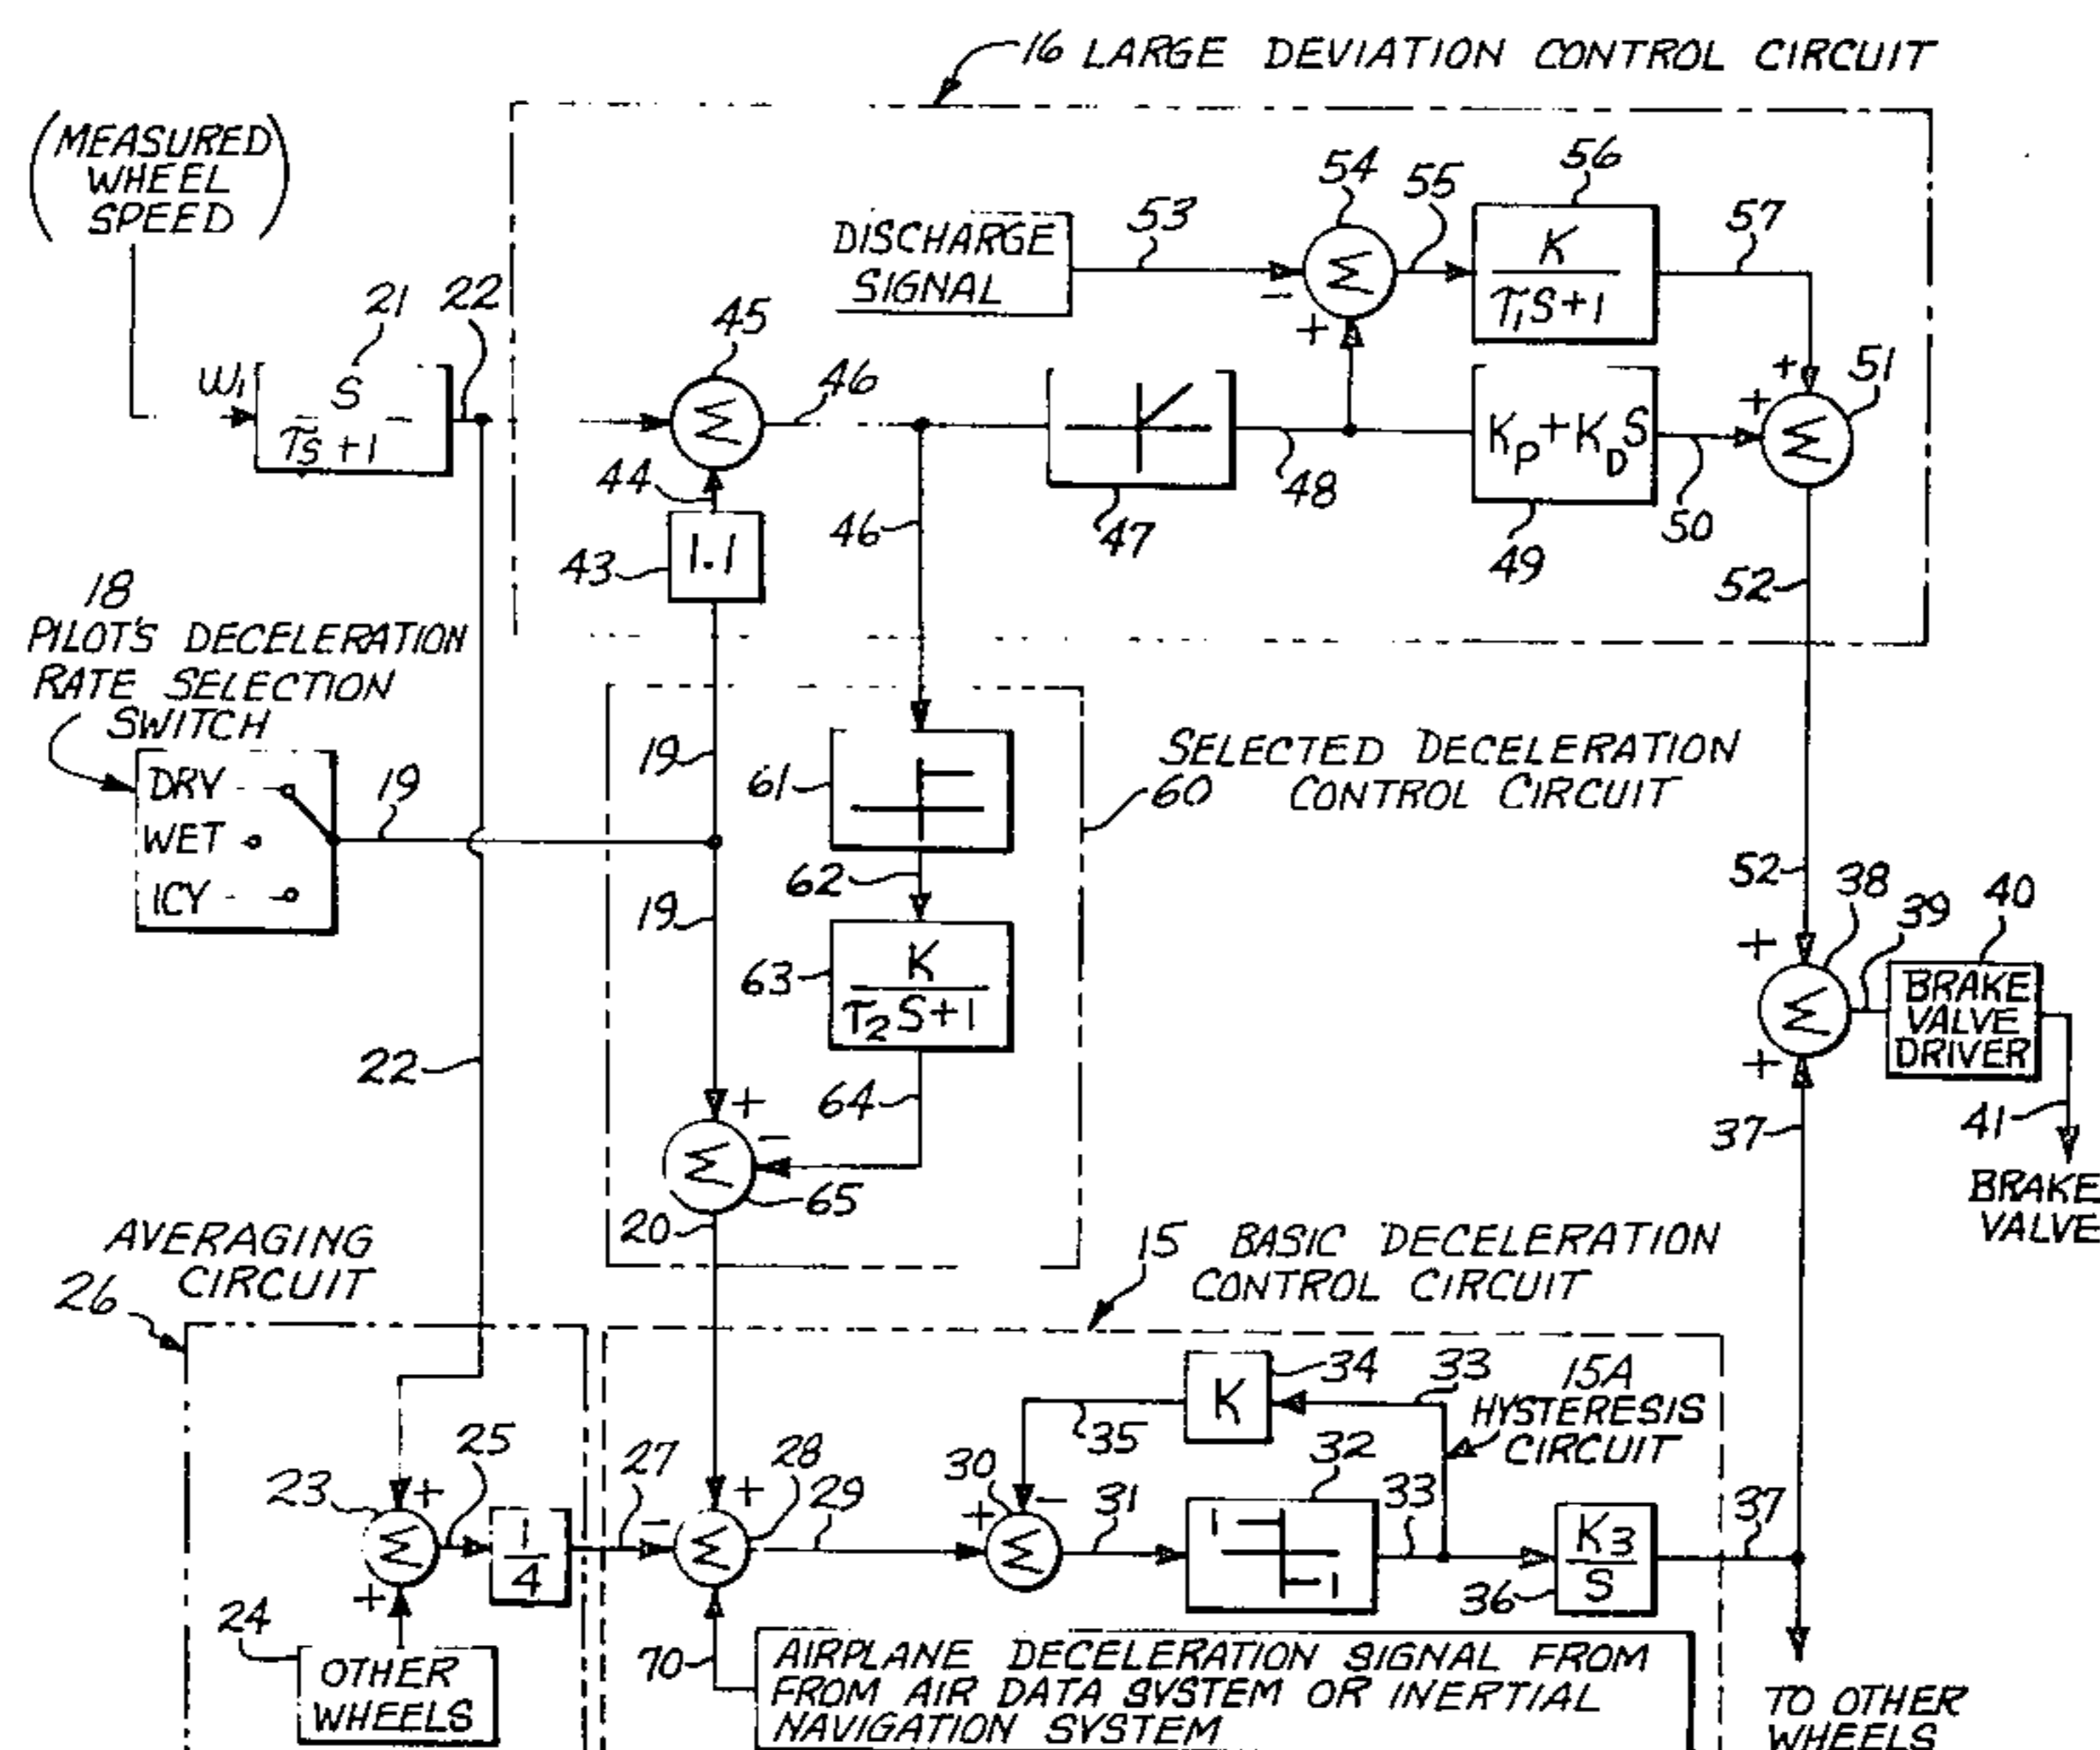 16 LARGE DEVIATION CONTROL CIRCUIT
(MEASURED
WHEEL
SPEED)
W1
21
S
TS+1
22
DISCHARGE
SIGNAL
53
54
Σ
-
+
55
56
K
T1S+1
57
45
Σ
46
44
43
1.1
46
47
48
KP+KDS
49
50
+
+
Σ
51
52
18
PILOT'S DECELERATION
RATE SELECTION
SWITCH
DRY
WET
ICY
19
19
19
61
62
63
K
T2S+1
64
SELECTED DECELERATION
60 CONTROL CIRCUIT
+
-
Σ
65
20
22
52
38
39
40
+
Σ
+
BRAKE
VALVE
DRIVER
41
BRAKE
VALVE
37
AVERAGING
CIRCUIT
26
15 BASIC DECELERATION
CONTROL CIRCUIT
34
K
33
35
15A
HYSTERESIS
CIRCUIT
23
+
Σ
+
25
1
4
27
-
+
Σ
28
29
30
+
-
Σ
31
32
1
-1
33
36
K3
S
37
24
OTHER
WHEELS
70
AIRPLANE DECELERATION SIGNAL FROM
FROM AIR DATA SYSTEM OR INERTIAL
NAVIGATION SYSTEM
TO OTHER
WHEELS